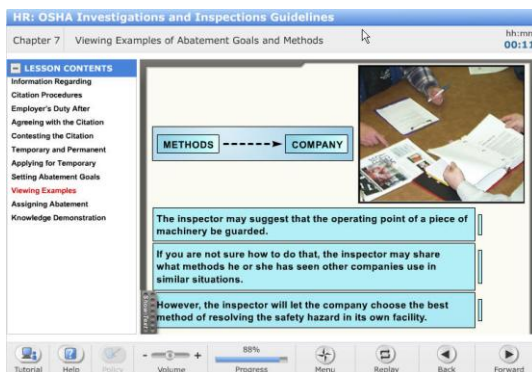 HR: OSHA Investigations and Inspections Guidelines
Chapter 7 Viewing Examples of Abatement Goals and Methods
hh:mm
00:11
LESSON CONTENTS
Information Regarding
Citation Procedures
Employer's Duty After
Agreeing with the Citation
Contesting the Citation
Temporary and Permanent
Applying for Temporary
Setting Abatement Goals
Viewing Examples
Assigning Abatement
Knowledge Demonstration
METHODS COMPANY
The inspector may suggest that the operating point of a piece of
machinery be guarded.
If you are not sure how to do that, the inspector may share
what methods he or she has seen other companies use in
similar situations.
However, the inspector will let the company choose the best
method of resolving the safety hazard in its own facility.
- +
88%
Tutorial Help Policy Volume Progress Menu Replay Back Forward